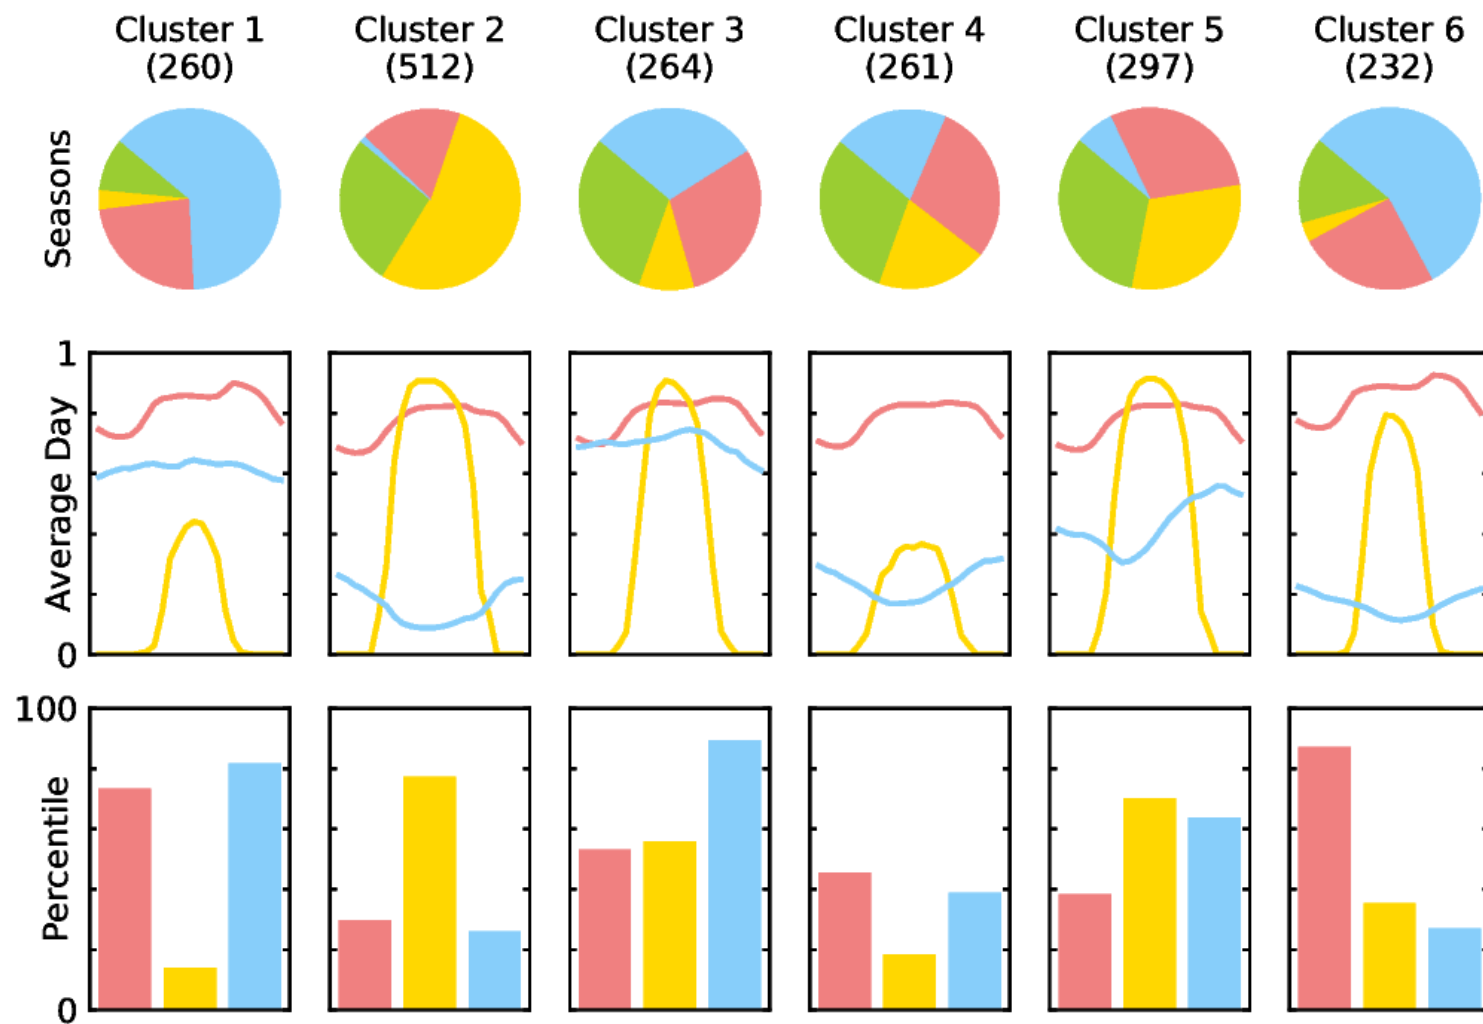 Cluster 1
(260)
Cluster 2
(512)
Cluster 3
(264)
Cluster 4
(261)
Cluster 5
(297)
Cluster 6
(232)
Seasons
1
Average Day
0
100
Percentile
0